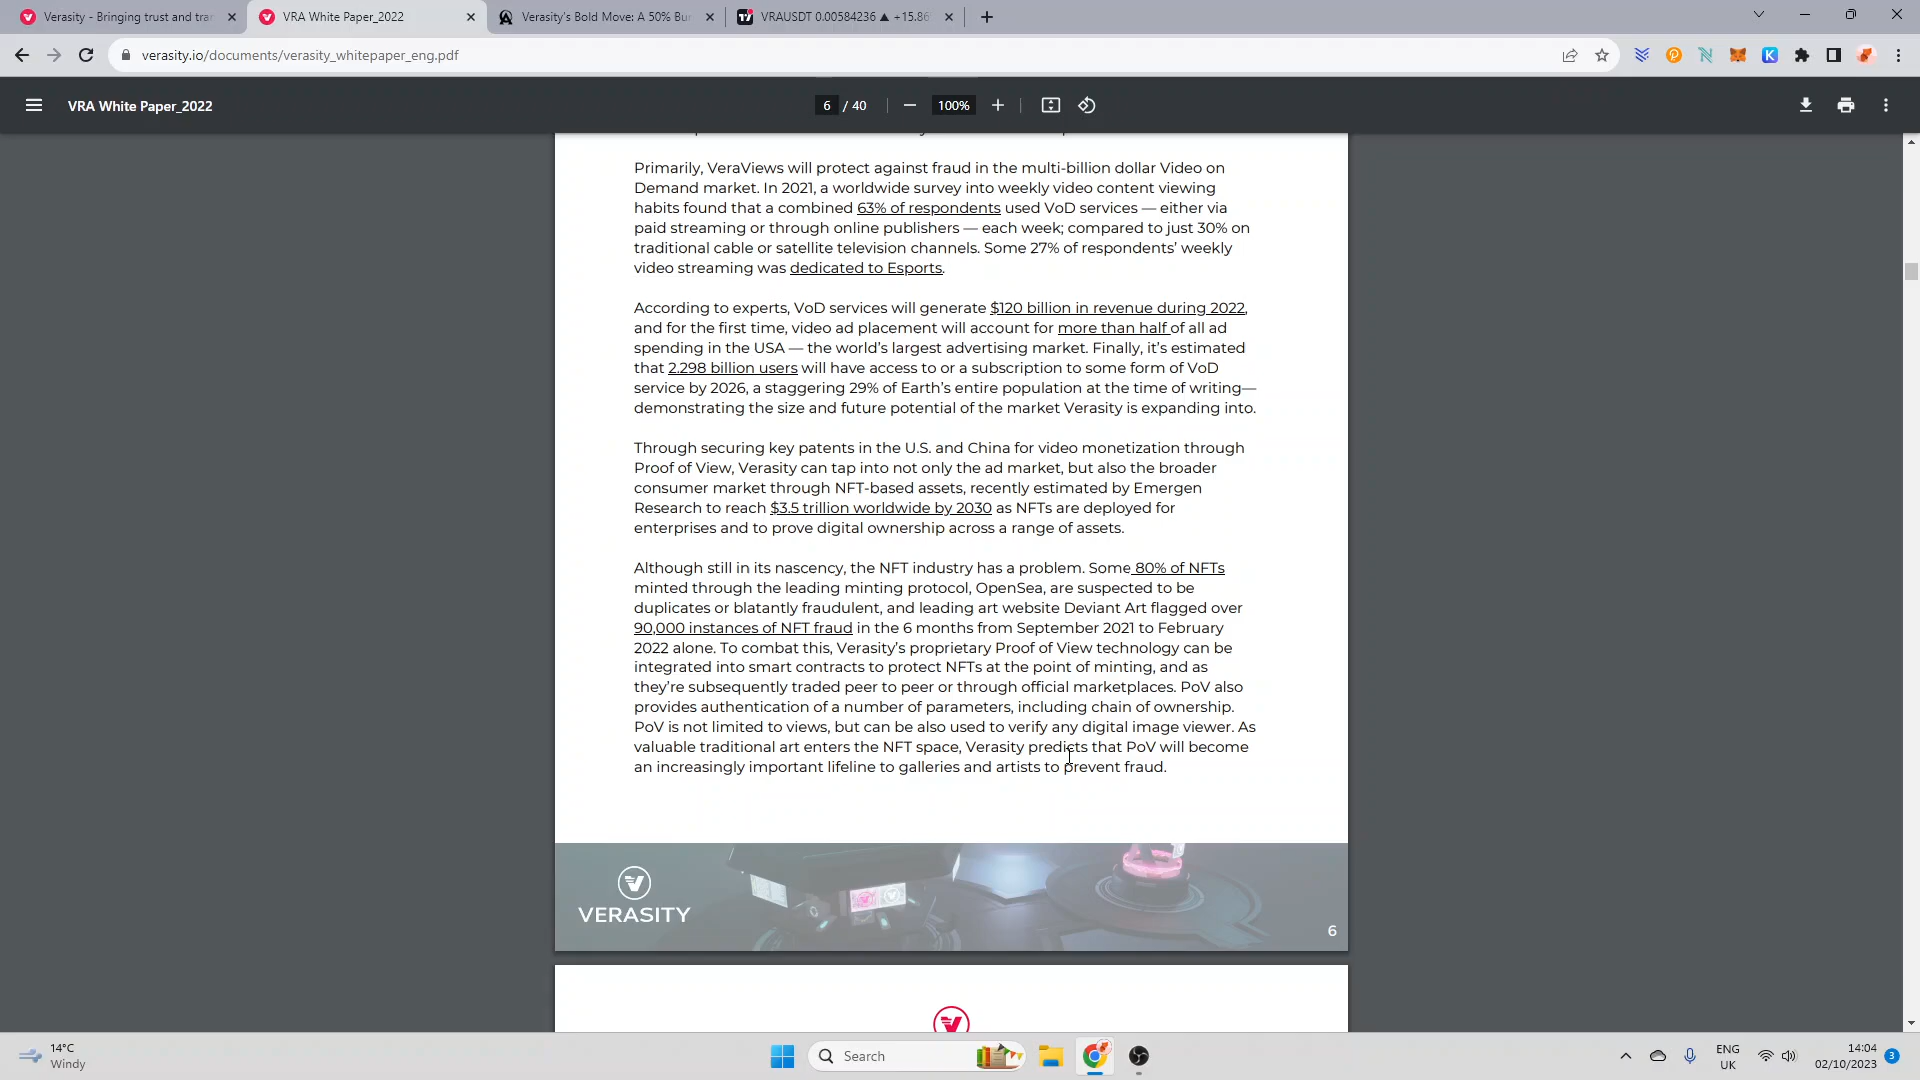 Verasity - Bringing trust and tra
VRA White Paper_2022
Verasity's Bold Move: A 50% Bu
VRAUSDT 0.00584236 ▲ +15.86
verasity.io/documents/verasity_whitepaper_eng.pdf
VRA White Paper_2022
6 / 40
100%
Primarily, VeraViews will protect against fraud in the multi-billion dollar Video on
Demand market. In 2021, a worldwide survey into weekly video content viewing
habits found that a combined 63% of respondents used VoD services — either via
paid streaming or through online publishers — each week; compared to just 30% on
traditional cable or satellite television channels. Some 27% of respondents’ weekly
video streaming was dedicated to Esports.
According to experts, VoD services will generate $120 billion in revenue during 2022,
and for the first time, video ad placement will account for more than half of all ad
spending in the USA — the world’s largest advertising market. Finally, it’s estimated
that 2.298 billion users will have access to or a subscription to some form of VoD
service by 2026, a staggering 29% of Earth’s entire population at the time of writing—
demonstrating the size and future potential of the market Verasity is expanding into.
Through securing key patents in the U.S. and China for video monetization through
Proof of View, Verasity can tap into not only the ad market, but also the broader
consumer market through NFT-based assets, recently estimated by Emergen
Research to reach $3.5 trillion worldwide by 2030 as NFTs are deployed for
enterprises and to prove digital ownership across a range of assets.
Although still in its nascency, the NFT industry has a problem. Some 80% of NFTs
minted through the leading minting protocol, OpenSea, are suspected to be
duplicates or blatantly fraudulent, and leading art website Deviant Art flagged over
90,000 instances of NFT fraud in the 6 months from September 2021 to February
2022 alone. To combat this, Verasity’s proprietary Proof of View technology can be
integrated into smart contracts to protect NFTs at the point of minting, and as
they’re subsequently traded peer to peer or through official marketplaces. PoV also
provides authentication of a number of parameters, including chain of ownership.
PoV is not limited to views, but can be also used to verify any digital image viewer. As
valuable traditional art enters the NFT space, Verasity predicts that PoV will become
an increasingly important lifeline to galleries and artists to prevent fraud.
VERASITY
6
14°C
Windy
Search
ENG
UK
14:04
02/10/2023
3